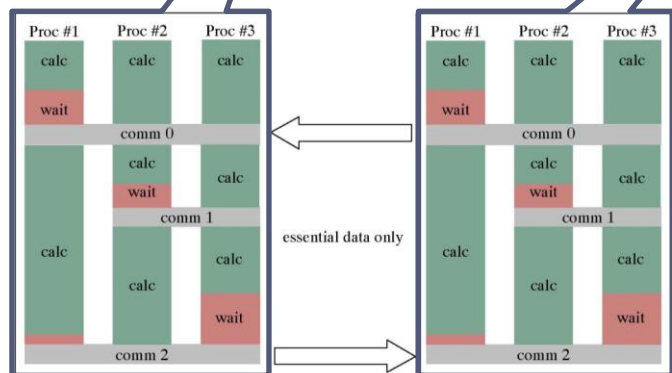 Proc #1 Proc #2 Proc #3
calc calc calc
wait
comm 0
calc calc
wait
comm 1
calc calc calc
wait
comm 2
essential data only
Proc #1 Proc #2 Proc #3
calc calc calc
wait
comm 0
calc calc
wait
comm 1
calc calc calc
wait
comm 2